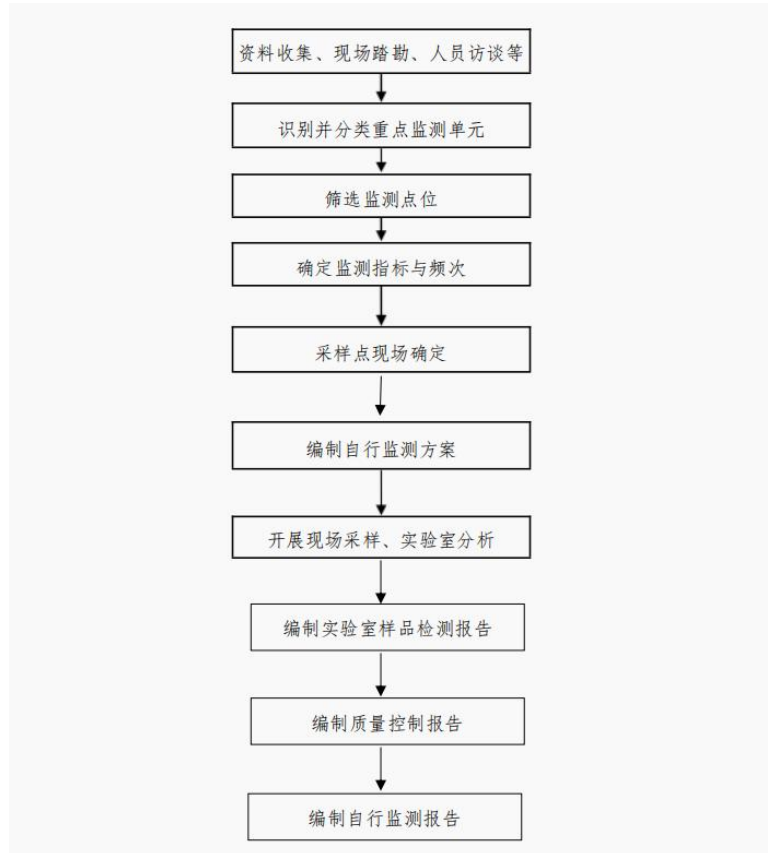 资料收集、现场踏勘、人员访谈等
识别并分类重点监测单元
筛选监测点位
确定监测指标与频次
采样点现场确定
编制自行监测方案
开展现场采样、实验室分析
编制实验室样品检测报告
编制质量控制报告
编制自行监测报告